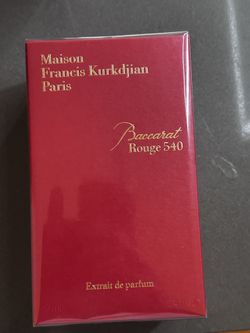 Maison
Francis Kurkdjian
Paris
Baccarat
Rouge 540
Extrait de parfum